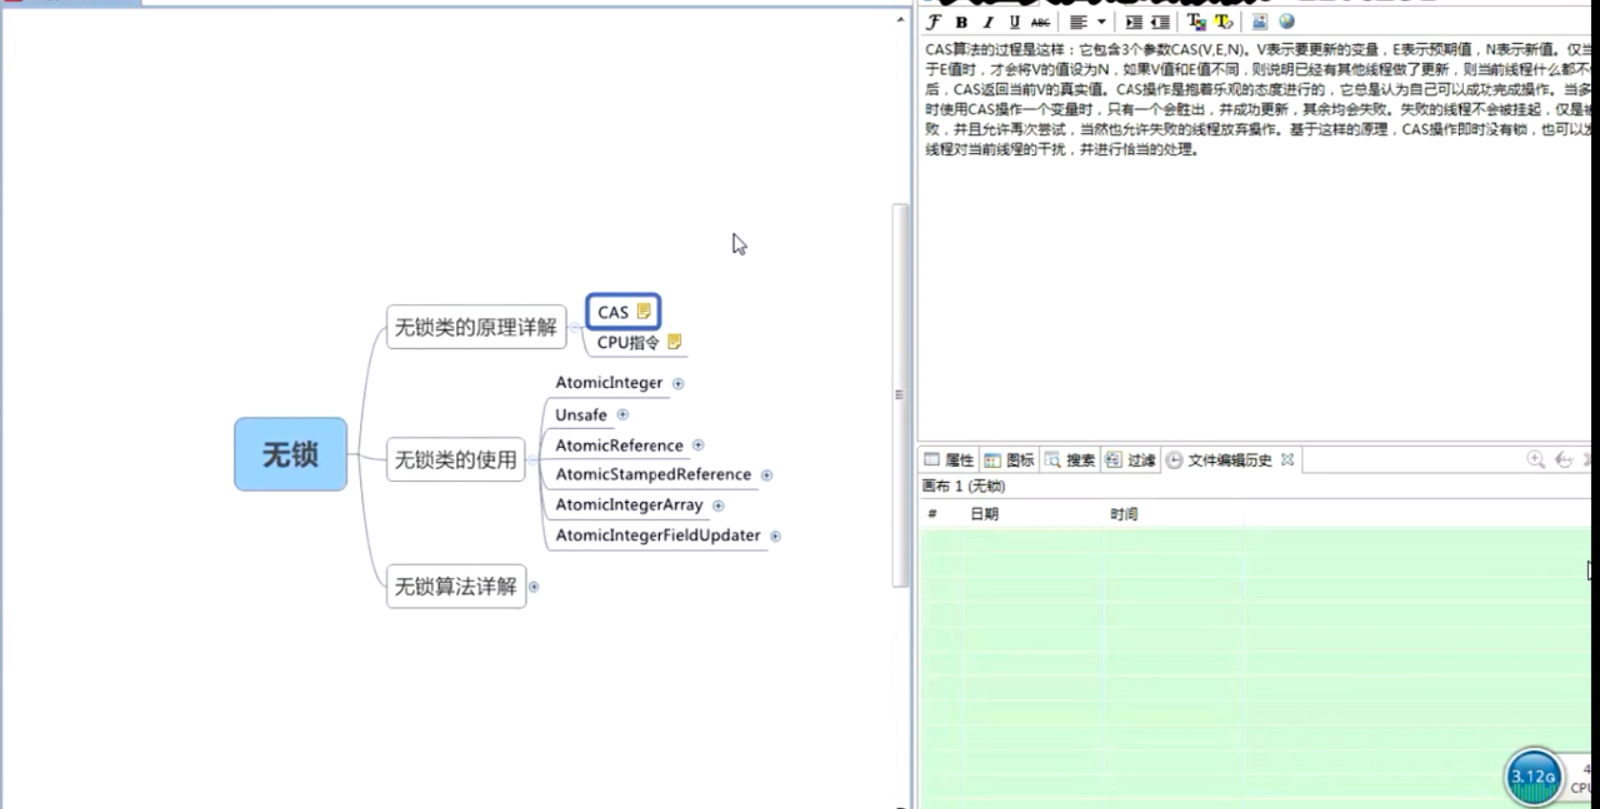 CAS算法的过程是这样：它包含3个参数CAS(V,E,N)。V表示要更新的变量，E表示预期值，N表示新值。仅当
于E值时，才会将V的值设为N，如果V值和E值不同，则说明已经有其他线程做了更新，则当前线程什么都不
后，CAS返回当前V的真实值。CAS操作是抱着乐观的态度进行的，它总是认为自己可以成功完成操作。当多
时使用CAS操作一个变量时，只有一个会胜出，并成功更新，其余均会失败。失败的线程不会被挂起，仅是被
败，并且允许再次尝试，当然也允许失败的线程放弃操作。基于这样的原理，CAS操作即时没有锁，也可以发
线程对当前线程的干扰，并进行恰当的处理。
无锁
无锁类的原理详解
CAS
CPU指令
无锁类的使用
AtomicInteger
Unsafe
AtomicReference
AtomicStampedReference
AtomicIntegerArray
AtomicIntegerFieldUpdater
无锁算法详解
属性 图标 搜索 过滤 文件编辑历史
画布 1 (无锁)
# 日期 时间
3.12G
CPU